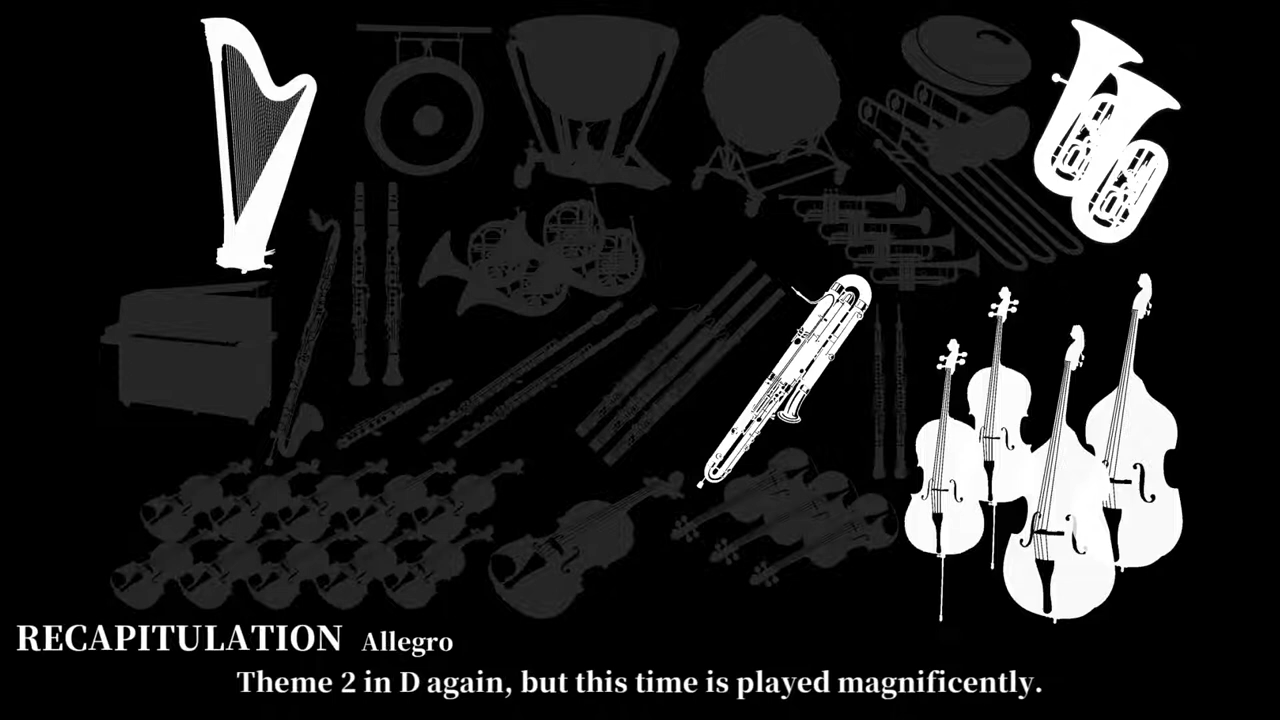 RECAPITULATION Allegro
Theme 2 in D again, but this time is played magnificently.